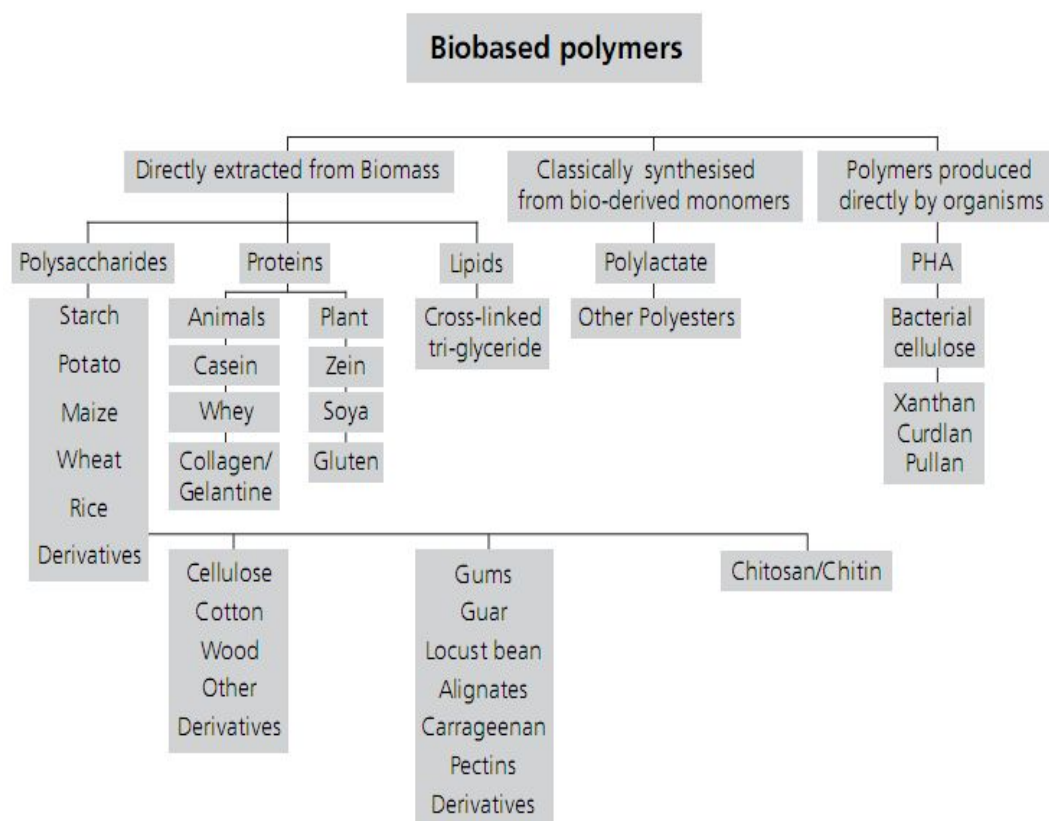 Biobased polymers
Directly extracted from Biomass
Classically synthesised
from bio-derived monomers
Polymers produced
directly by organisms
Polysaccharides
Proteins
Lipids
Polylactate
PHA
Starch
Potato
Maize
Wheat
Rice
Derivatives
Animals
Casein
Whey
Collagen/
Gelantine
Plant
Zein
Soya
Gluten
Cross-linked
tri-glyceride
Other Polyesters
Bacterial
cellulose
Xanthan
Curdlan
Pullan
Cellulose
Cotton
Wood
Other
Derivatives
Gums
Guar
Locust bean
Alignates
Carrageenan
Pectins
Derivatives
Chitosan/Chitin